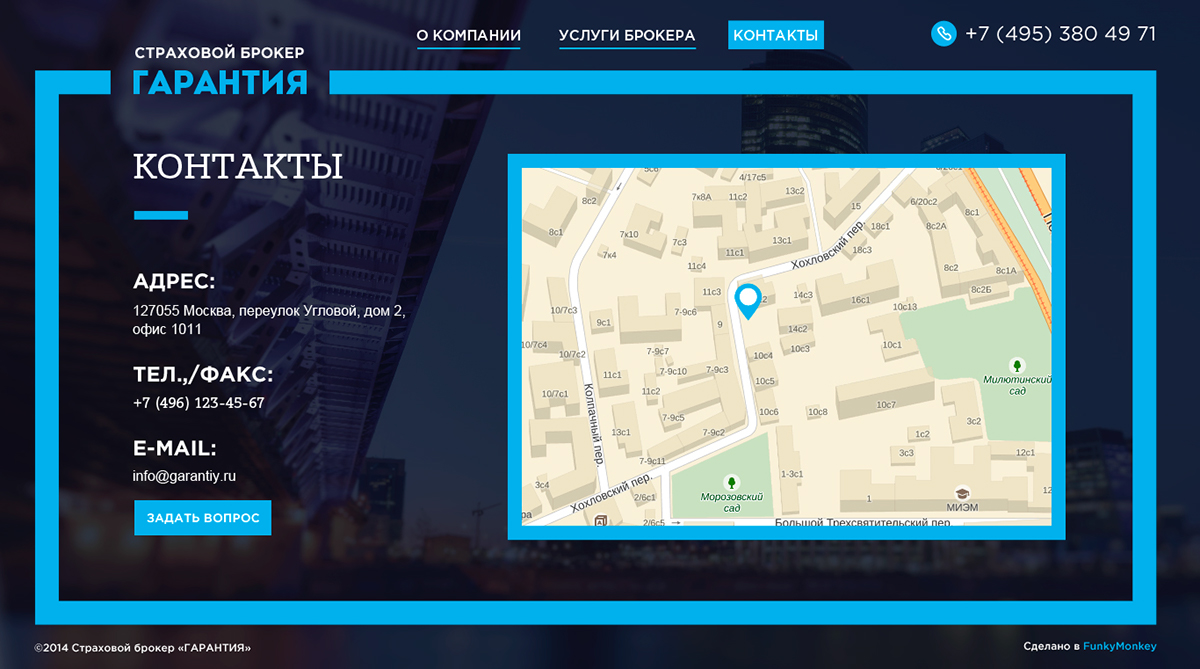 О КОМПАНИИ
УСЛУГИ БРОКЕРА
КОНТАКТЫ
+7 (495) 380 49 71
СТРАХОВОЙ БРОКЕР
ГАРАНТИЯ
КОНТАКТЫ
АДРЕС:
127055 Москва, переулок Угловой, дом 2,
офис 1011
ТЕЛ.,/ФАКС:
+7 (496) 123-45-67
E-MAIL:
info@garantiy.ru
ЗАДАТЬ ВОПРОС
4/17с5
13с2
7к8А
11с2
8с2
15
6/20с2
8с1
8с1
7к10
7с3
13с1
18с1
8с2А
7к4
11с1
18с3
Хохловский пер.
11с4
8с2
8с1А
11с3
14с3
16с1
8с2Б
10/7с3
7-9с6
10с13
9с1
9
14с2
10/7с4
10/7с2
7-9с7
10с4
10с3
10с1
7-9с10
7-9с3
11с1
10с5
Милютинский
сад
10/7с1
11с2
10с7
Колпачный пер.
7-9с5
10с6
10с8
3с2
13с1
7-9с2
1с2
3с3
12с1
7-9с11
1-3с1
3с4
Хохловский пер.
2/6с1
Морозовский
сад
1
МИЭМ
2/6с5
Большой Трехсвятительский пер.
©2014 Страховой брокер «ГАРАНТИЯ»
Сделано в FunkyMonkey